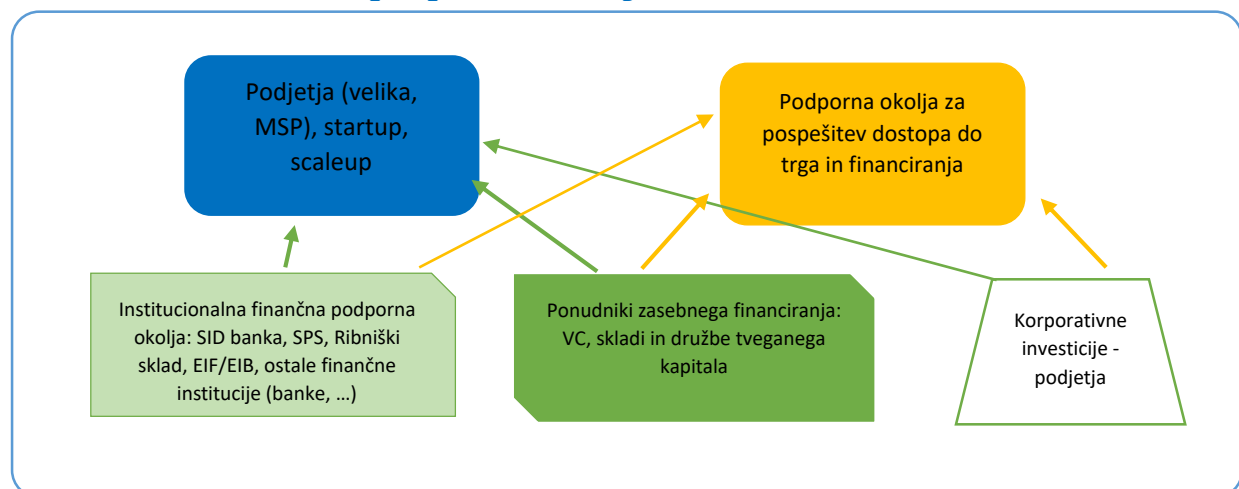 Podjetja (velika,
MSP), startup,
scaleup
Podporna okolja za
pospešitev dostopa do
trga in financiranja
Institucionalna finančna podporna
okolja: SID banka, SPS, Ribniški
sklad, EIF/EIB, ostale finančne
institucije (banke, …)
Ponudniki zasebnega financiranja:
VC, skladi in družbe tveganega
kapitala
Korporativne
investicije -
podjetja